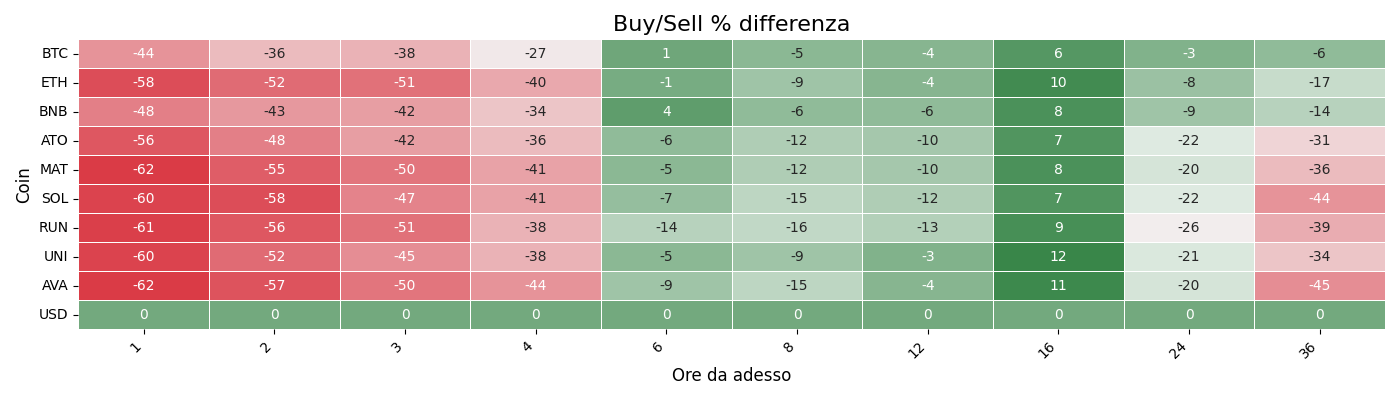 Buy/Sell % differenza
Coin
BTC -44 -36 -38 -27 1 -5 -4 6 -3 -6
ETH -58 -52 -51 -40 -1 -9 -4 10 -8 -17
BNB -48 -43 -42 -34 4 -6 -6 8 -9 -14
ATO -56 -48 -42 -36 -6 -12 -10 7 -22 -31
MAT -62 -55 -50 -41 -5 -12 -10 8 -20 -36
SOL -60 -58 -47 -41 -7 -15 -12 7 -22 -44
RUN -61 -56 -51 -38 -14 -16 -13 9 -26 -39
UNI -60 -52 -45 -38 -5 -9 -3 12 -21 -34
AVA -62 -57 -50 -44 -9 -15 -4 11 -20 -45
USD 0 0 0 0 0 0 0 0 0 0
1 2 3 4 6 8 12 16 24 36
Ore da adesso